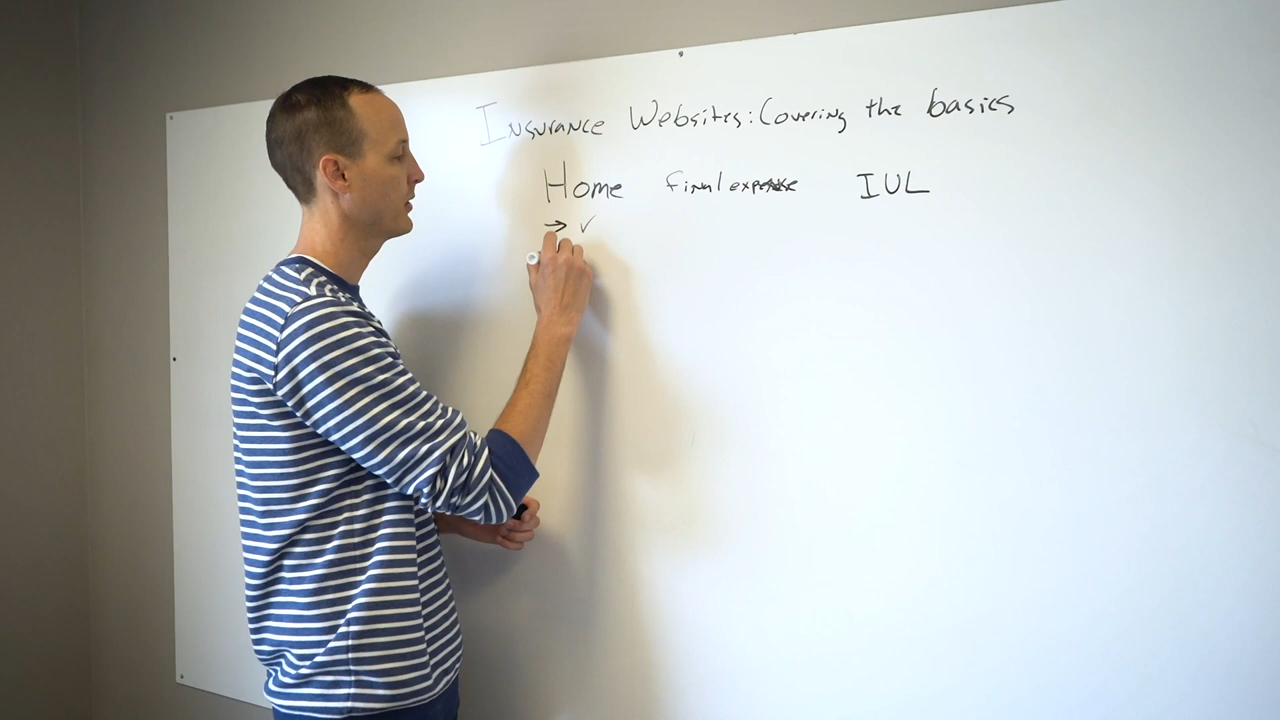 Insurance Websites: Covering the basics
Home final expense IUL
→ ✓